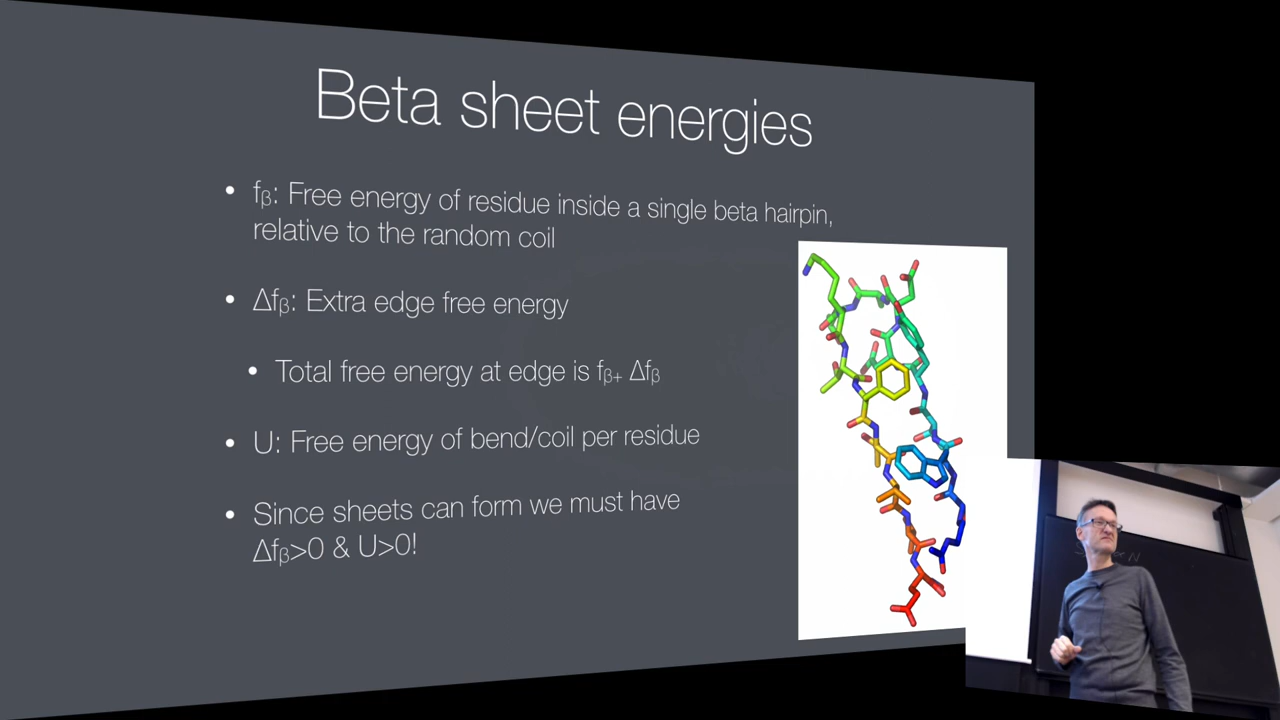 Beta sheet energies
• fβ: Free energy of residue inside a single beta hairpin,
relative to the random coil
• Δfβ: Extra edge free energy
• Total free energy at edge is fβ+ Δfβ
• U: Free energy of bend/coil per residue
• Since sheets can form we must have
Δfβ>0 & U>0!